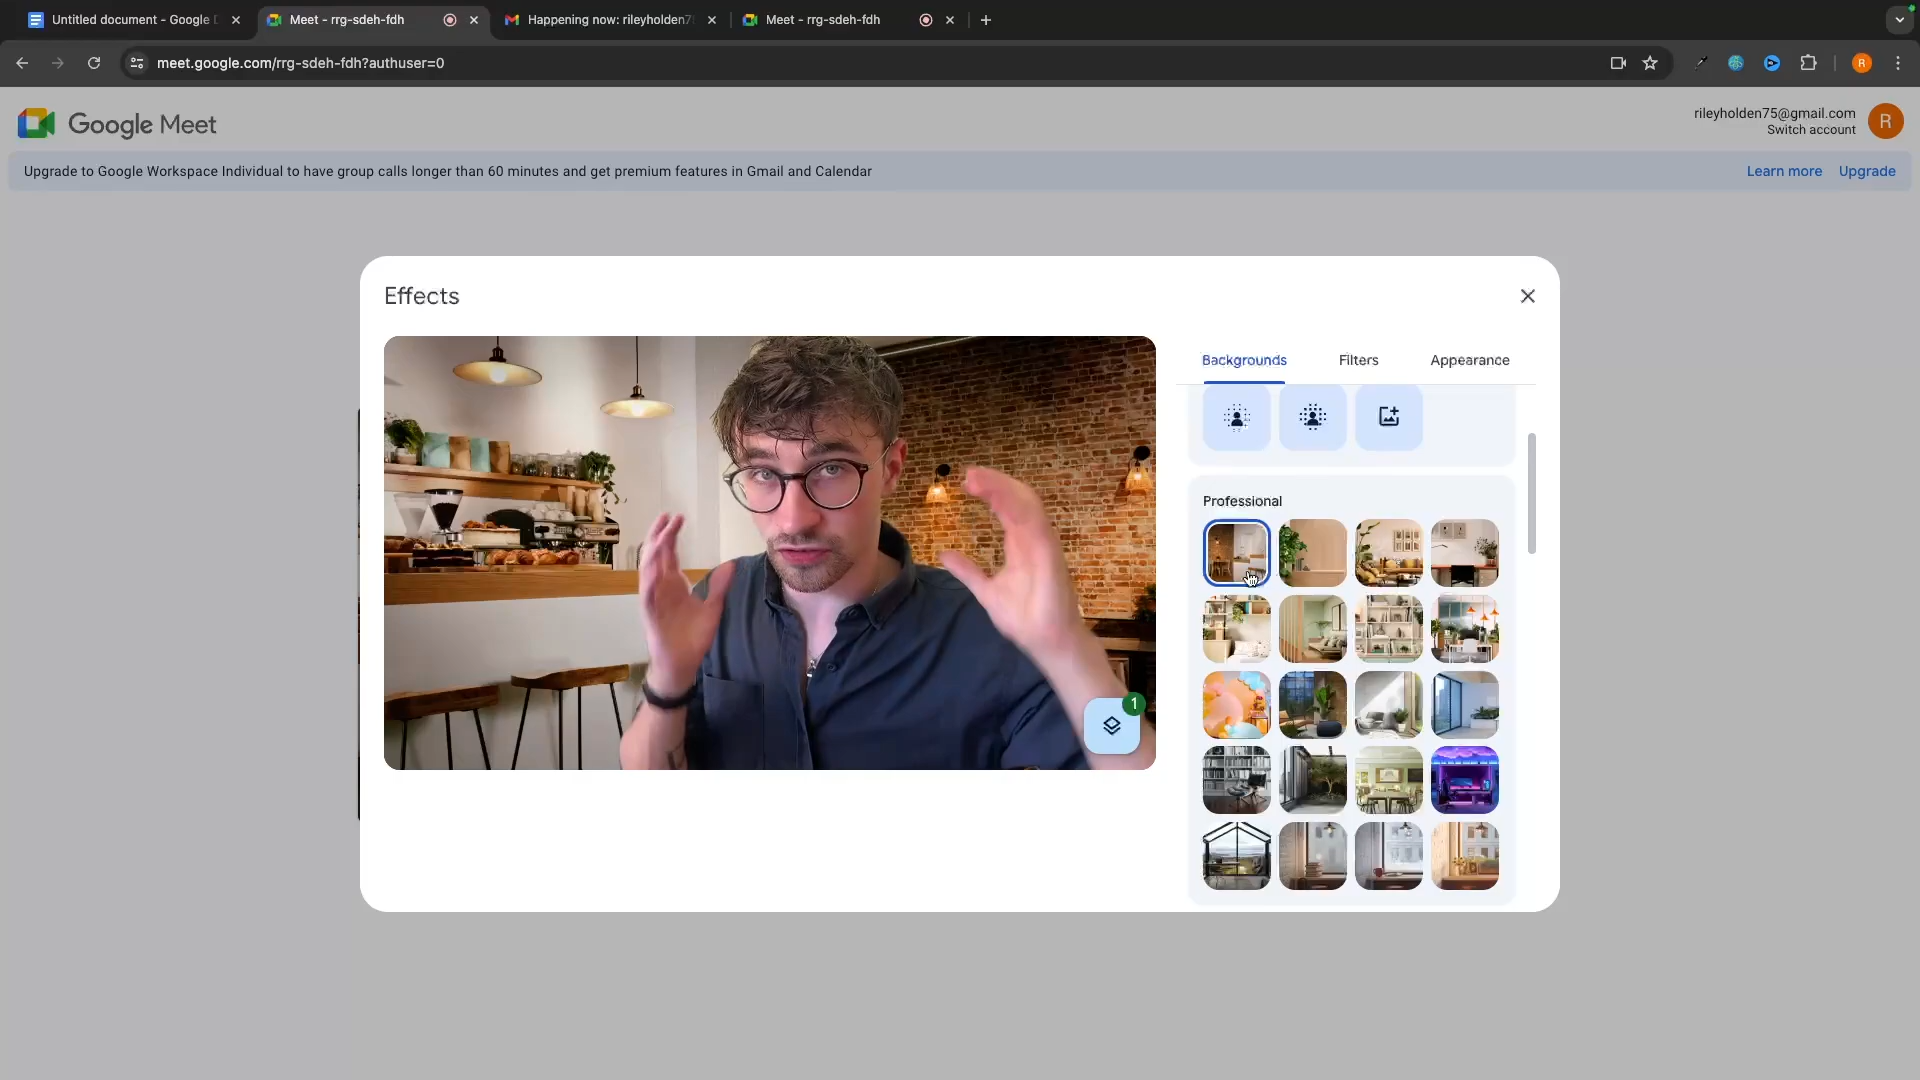 Untitled document - Google D
Meet - rrg-sdeh-fdh
Happening now: rileyholden7
Meet - rrg-sdeh-fdh
meet.google.com/rrg-sdeh-fdh?authuser=0
R
Google Meet
rileyholden75@gmail.com
Switch account
R
Upgrade to Google Workspace Individual to have group calls longer than 60 minutes and get premium features in Gmail and Calendar
Learn more
Upgrade
Effects
Backgrounds
Filters
Appearance
Professional
1